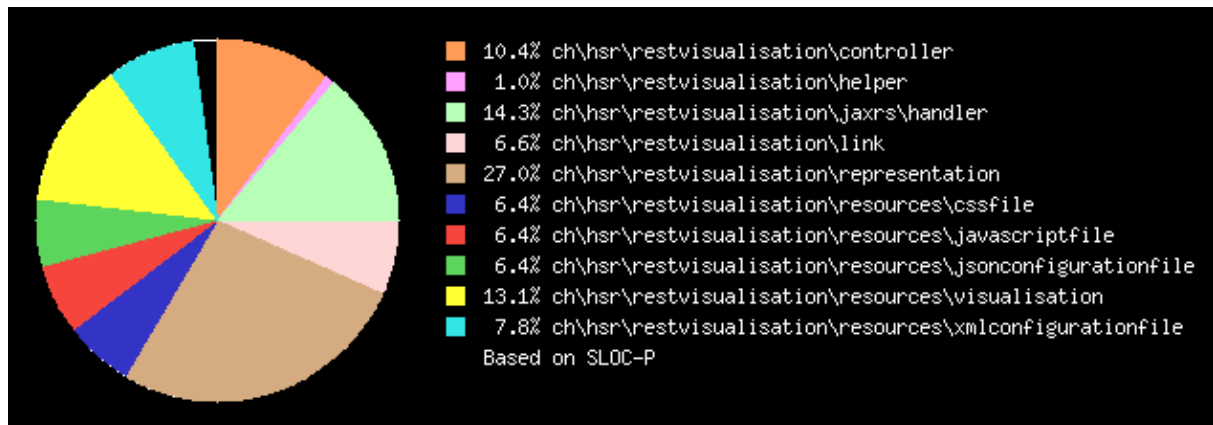 10.4% ch\hsr\restvisualisation\controller
1.0% ch\hsr\restvisualisation\helper
14.3% ch\hsr\restvisualisation\jaxrs\handler
6.6% ch\hsr\restvisualisation\link
27.0% ch\hsr\restvisualisation\representation
6.4% ch\hsr\restvisualisation\resources\cssfile
6.4% ch\hsr\restvisualisation\resources\javascriptfile
6.4% ch\hsr\restvisualisation\resources\jsonconfigurationfile
13.1% ch\hsr\restvisualisation\resources\visualisation
7.8% ch\hsr\restvisualisation\resources\xmlconfigurationfile
Based on SLOC-P